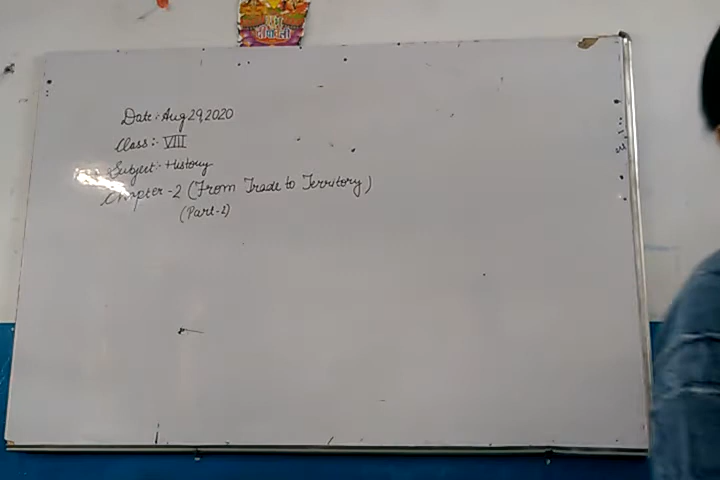 Date:- Aug 29, 2020
Class:- VIII
Subject:- History
Chapter - 2 (From Trade to Territory)
(Part-2)